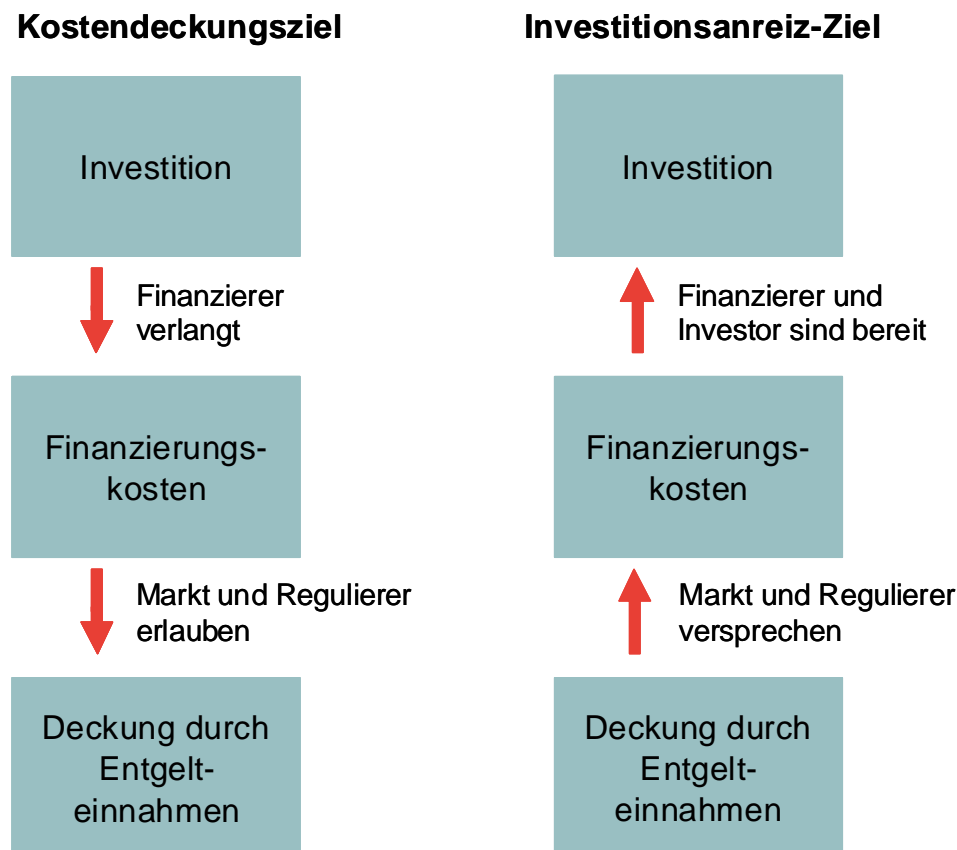 Kostendeckungsziel
Investition
Finanzierer
verlangt
Finanzierungs-
kosten
Markt und Regulierer
erlauben
Deckung durch
Entgelt-
einnahmen
Investitionsanreiz-Ziel
Investition
Finanzierer und
Investor sind bereit
Finanzierungs-
kosten
Markt und Regulierer
versprechen
Deckung durch
Entgelt-
einnahmen